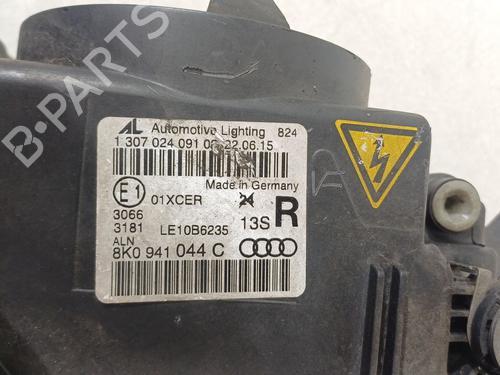 B-PARTS
AL Automotive Lighting 824
1 307 024 091 22.06.15
Made in Germany
E1 01XCER 24
3066
3181 LE10B6235 13S R
ALN
8K0 941 044 C